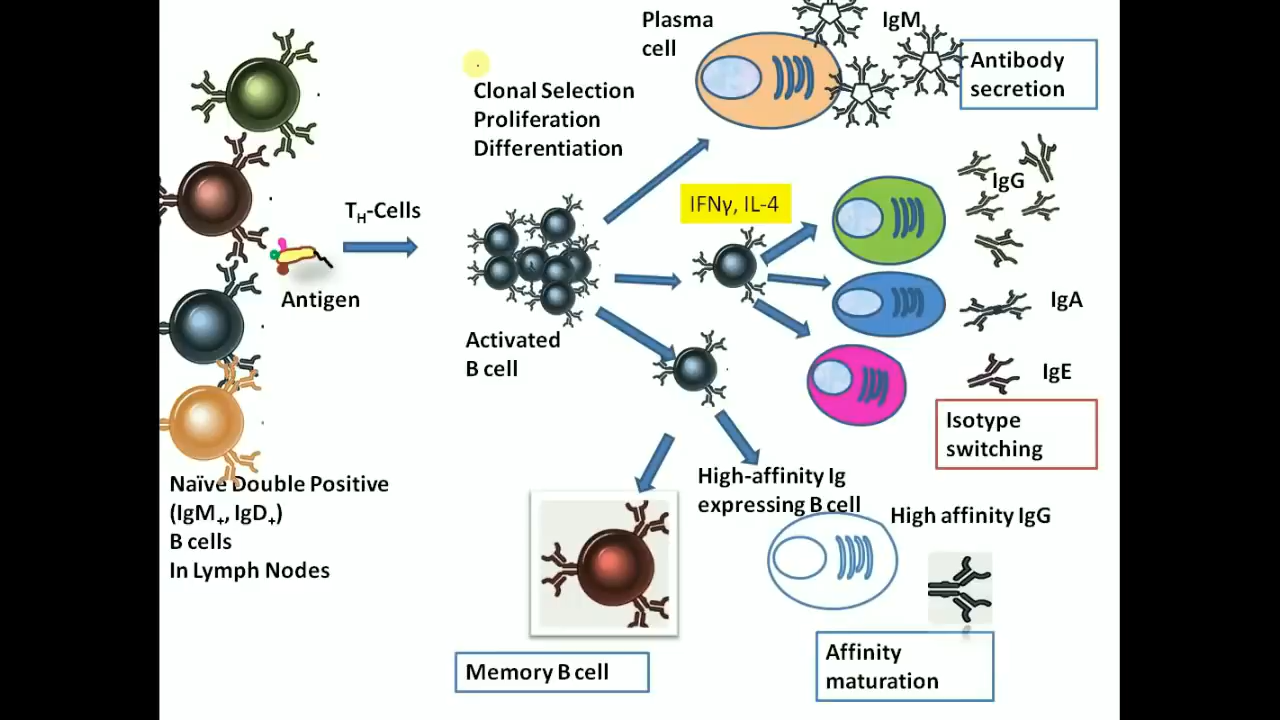 Plasma
cell
IgM
Antibody
secretion
Clonal Selection
Proliferation
Differentiation
IFNγ, IL-4
IgG
TH-Cells
Antigen
IgA
Activated
B cell
IgE
Isotype
switching
Naïve Double Positive
(IgM+, IgD+)
B cells
In Lymph Nodes
High-affinity Ig
expressing B cell
High affinity IgG
Memory B cell
Affinity
maturation